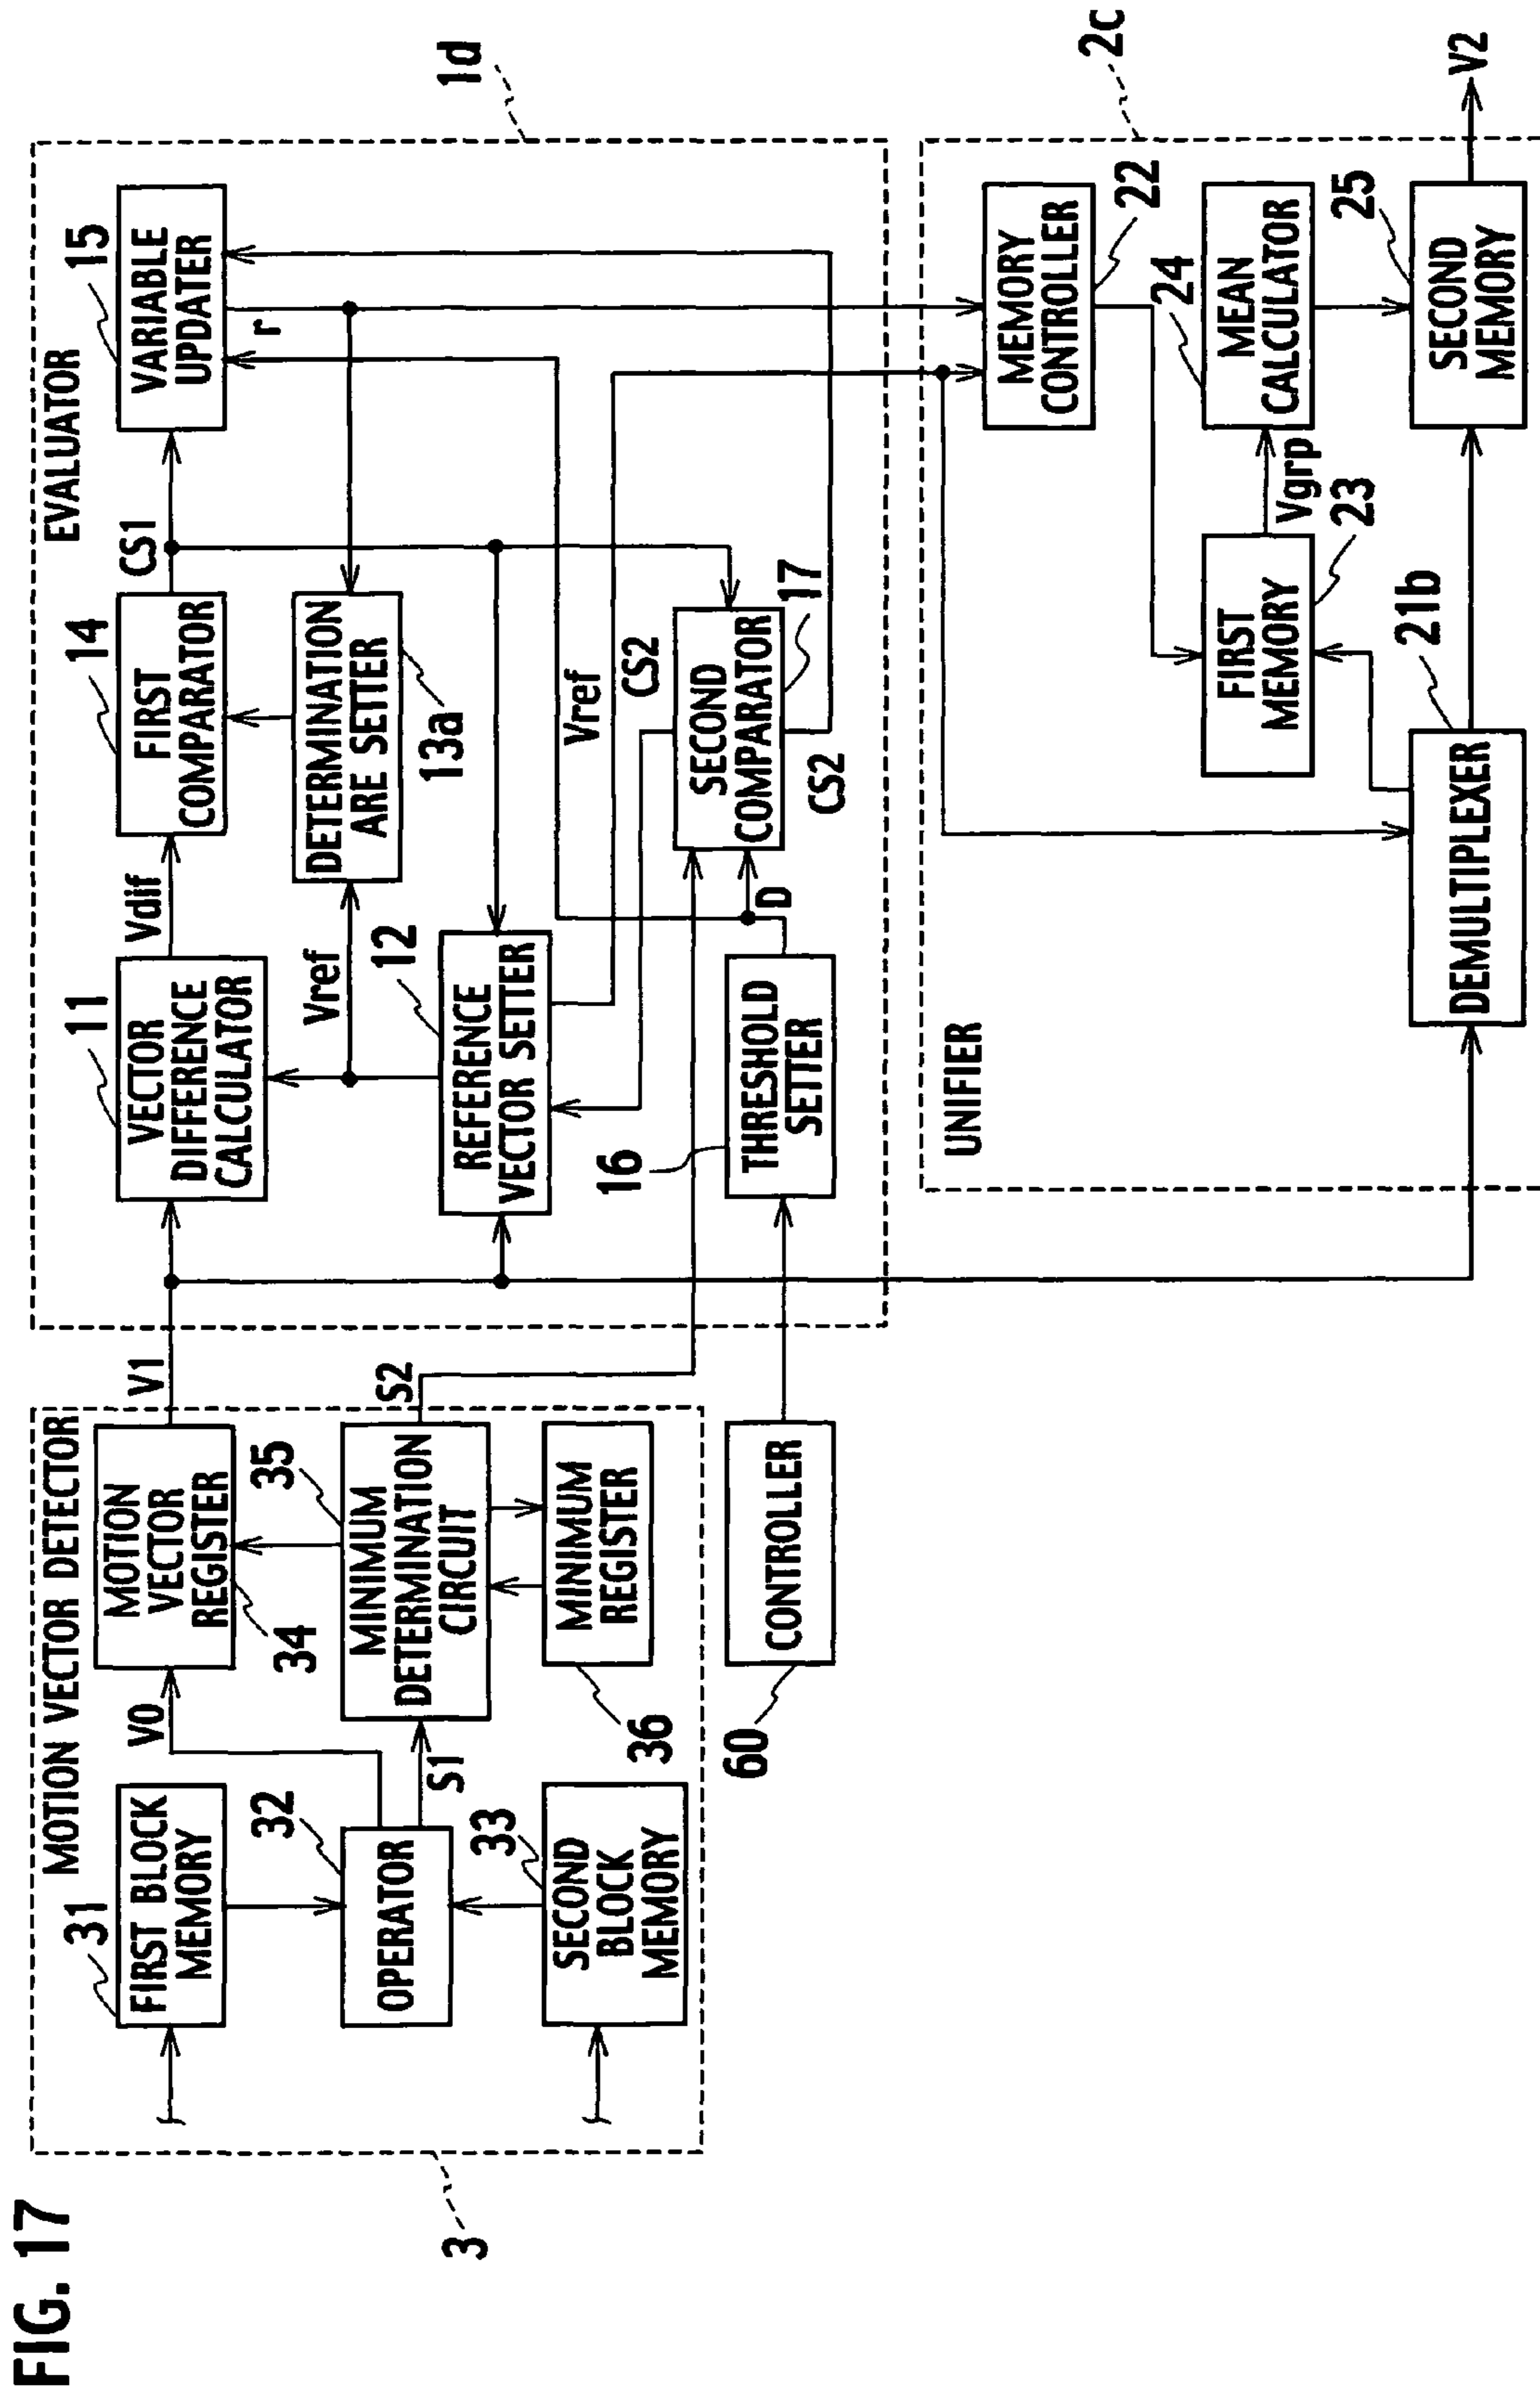 FIG. 17
3
MOTION VECTOR DETECTOR
31
FIRST BLOCK
MEMORY
32
OPERATOR
33
SECOND
BLOCK
MEMORY
V0
S1
MOTION
VECTOR
REGISTER
34
35
MINIMUM
DETERMINATION
CIRCUIT
MINIMUM
REGISTER
36
60
CONTROLLER
V1
S2
EVALUATOR
1d
11
VECTOR
DIFFERENCE
CALCULATOR
Vdif
Vref
12
REFERENCE
VECTOR SETTER
16
THRESHOLD
SETTER
D
14
FIRST
COMPARATOR
CS1
DETERMINATION
ARE SETTER
13a
Vref
CS2
SECOND
COMPARATOR
17
CS2
15
VARIABLE
UPDATER
r
UNIFIER
2c
DEMULTIPLEXER
21b
FIRST
MEMORY
23
Vgrp
MEMORY
CONTROLLER
22
24
MEAN
CALCULATOR
25
SECOND
MEMORY
V2